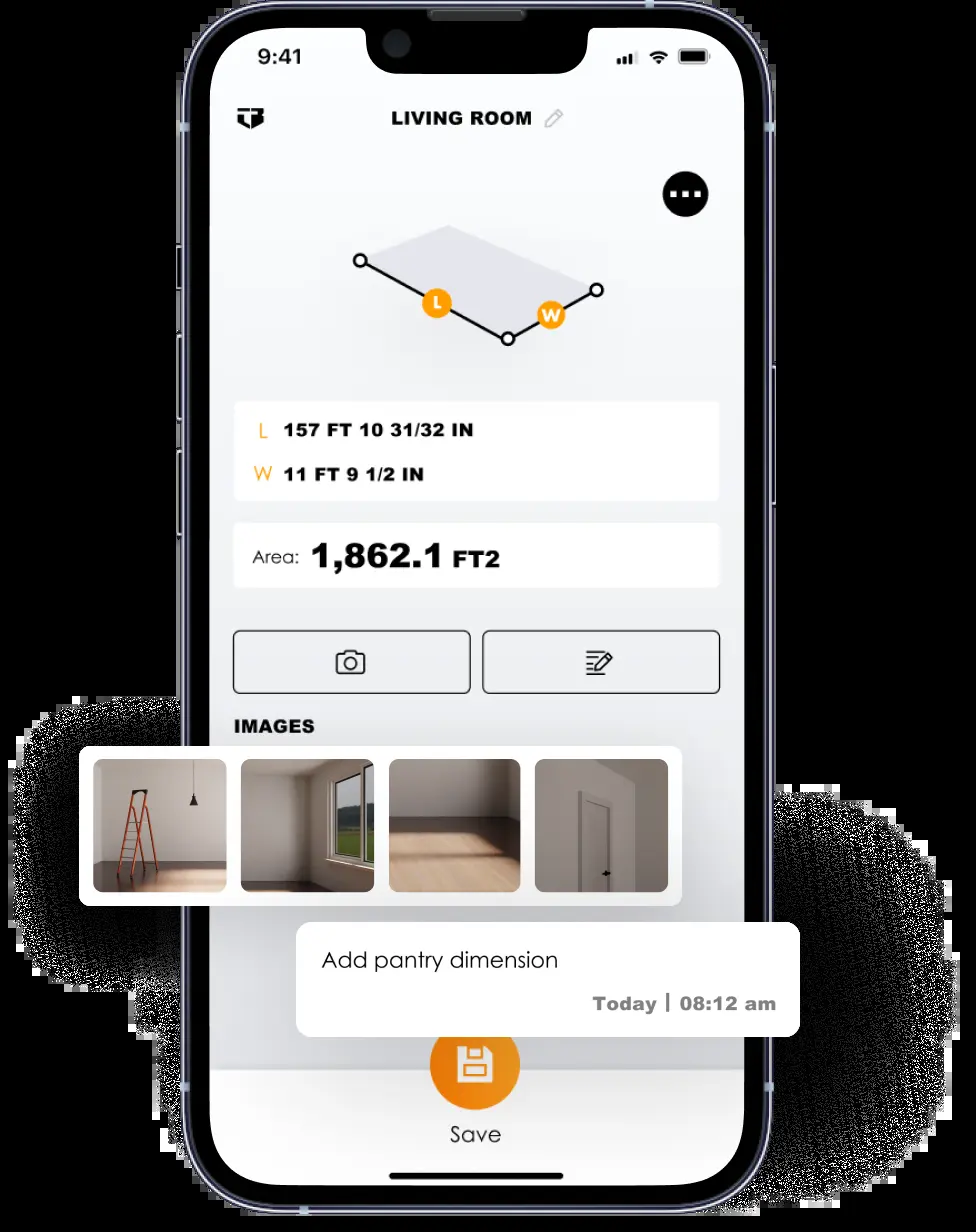 9:41
LIVING ROOM
L
W
L 157 FT 10 31/32 IN
W 11 FT 9 1/2 IN
Area: 1,862.1 FT2
IMAGES
Add pantry dimension
Today | 08:12 am
Save